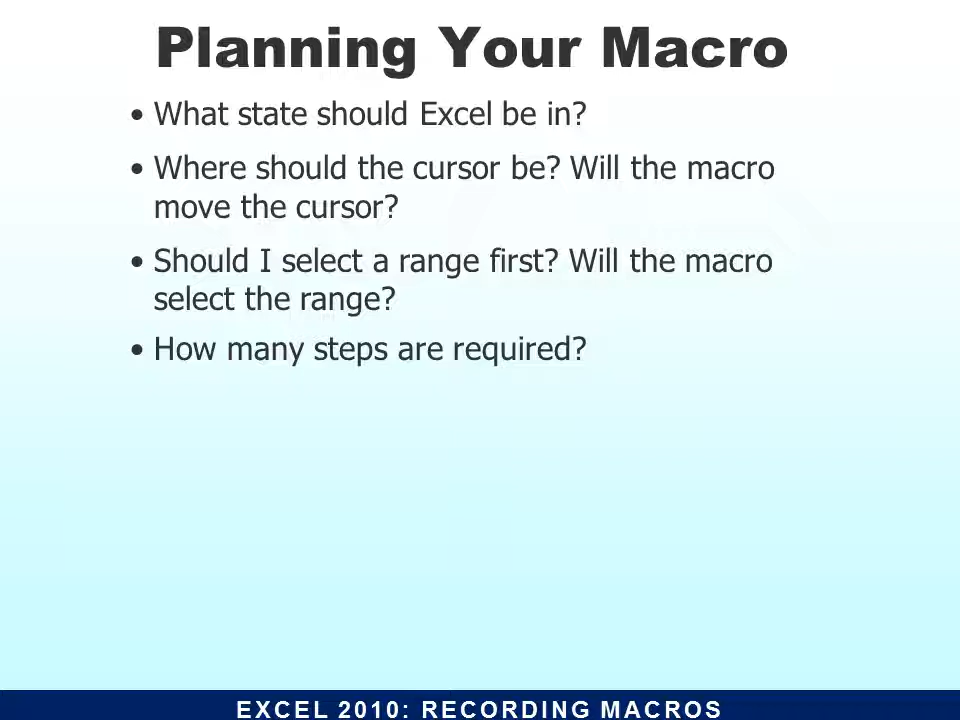 Planning Your Macro
• What state should Excel be in?
• Where should the cursor be? Will the macro
move the cursor?
• Should I select a range first? Will the macro
select the range?
• How many steps are required?
EXCEL 2010: RECORDING MACROS